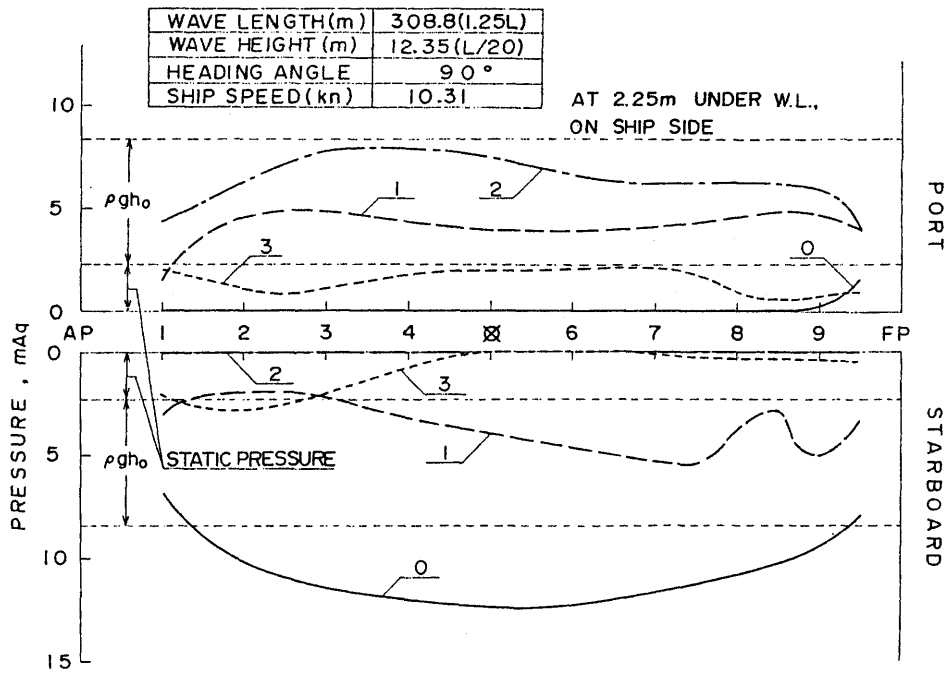 WAVE LENGTH(m) 308.8(1.25L)
WAVE HEIGHT(m) 12.35(L/20)
HEADING ANGLE 90°
SHIP SPEED(kn) 10.31
AT 2.25m UNDER W.L.,
ON SHIP SIDE
10
5
0
ρgh₀
1
2
3
0
PORT
AP 1 2 3 4 6 7 8 9 FP
0
5
10
15
2
3
1
0
ρgh₀
STATIC PRESSURE
PRESSURE, mAq
STARBOARD